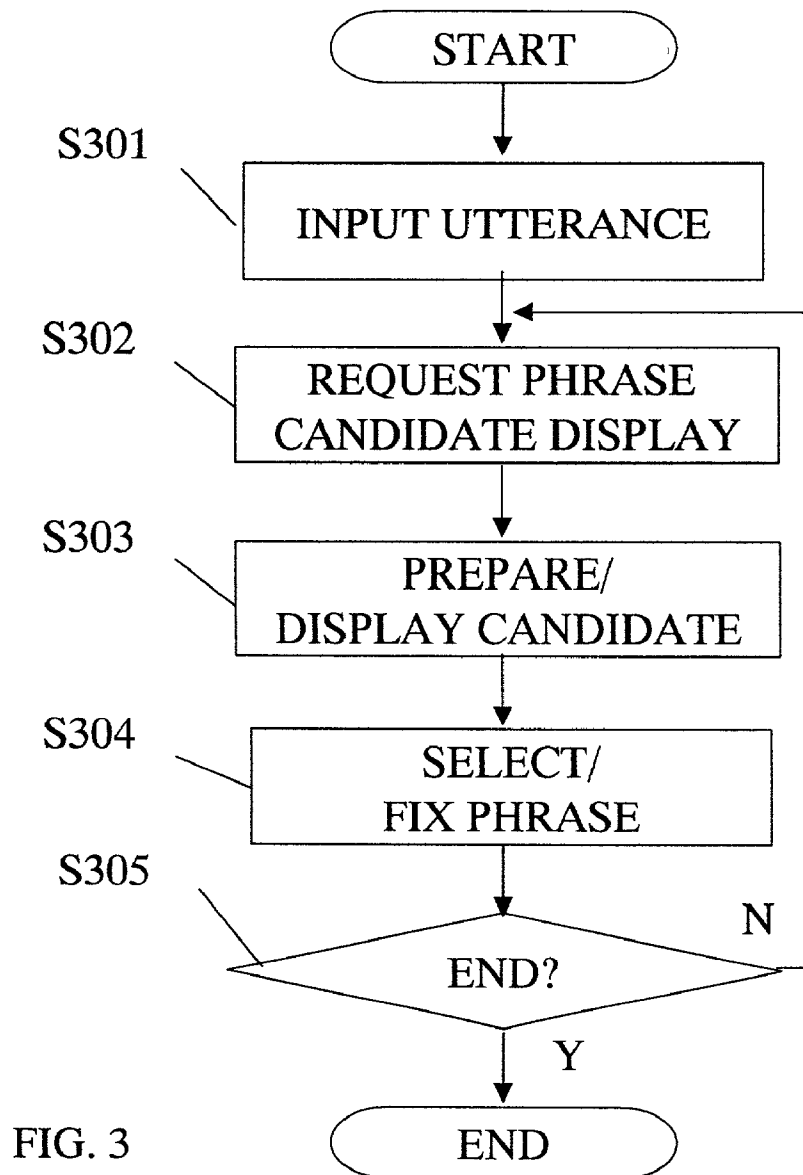 START
S301
INPUT UTTERANCE
S302
REQUEST PHRASE
CANDIDATE DISPLAY
S303
PREPARE/
DISPLAY CANDIDATE
S304
SELECT/
FIX PHRASE
S305
N
END?
Y
FIG. 3
END